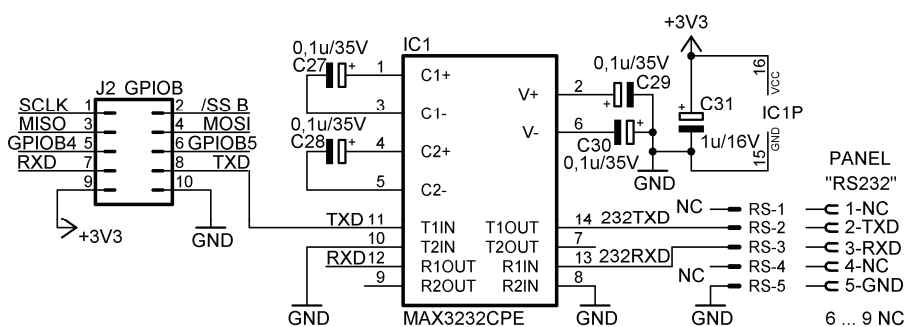 +3V3
0,1u/35V
IC1
C27
1
C1+
3
C1-
0,1u/35V
C28
4
C2+
5
C2-
V+
2
0,1u/35V
C29
V-
6
C30
0,1u/35V
GND
C31
1u/16V
16
VCC
IC1P
GND
15
J2 GPIOB
SCLK 1 2 /SS B
MISO 3 4 MOSI
GPIOB4 5 6 GPIOB5
RXD 7 8 TXD
9 10
+3V3
GND
TXD 11 T1IN T1OUT 14 232TXD
10 T2IN T2OUT 7
RXD 12 R1OUT R1IN 13 232RXD
9 R2OUT R2IN 8
GND
MAX3232CPE
GND
GND
PANEL
"RS232"
NC RS-1 1-NC
RS-2 2-TXD
RS-3 3-RXD
NC RS-4 4-NC
RS-5 5-GND
6 ... 9 NC